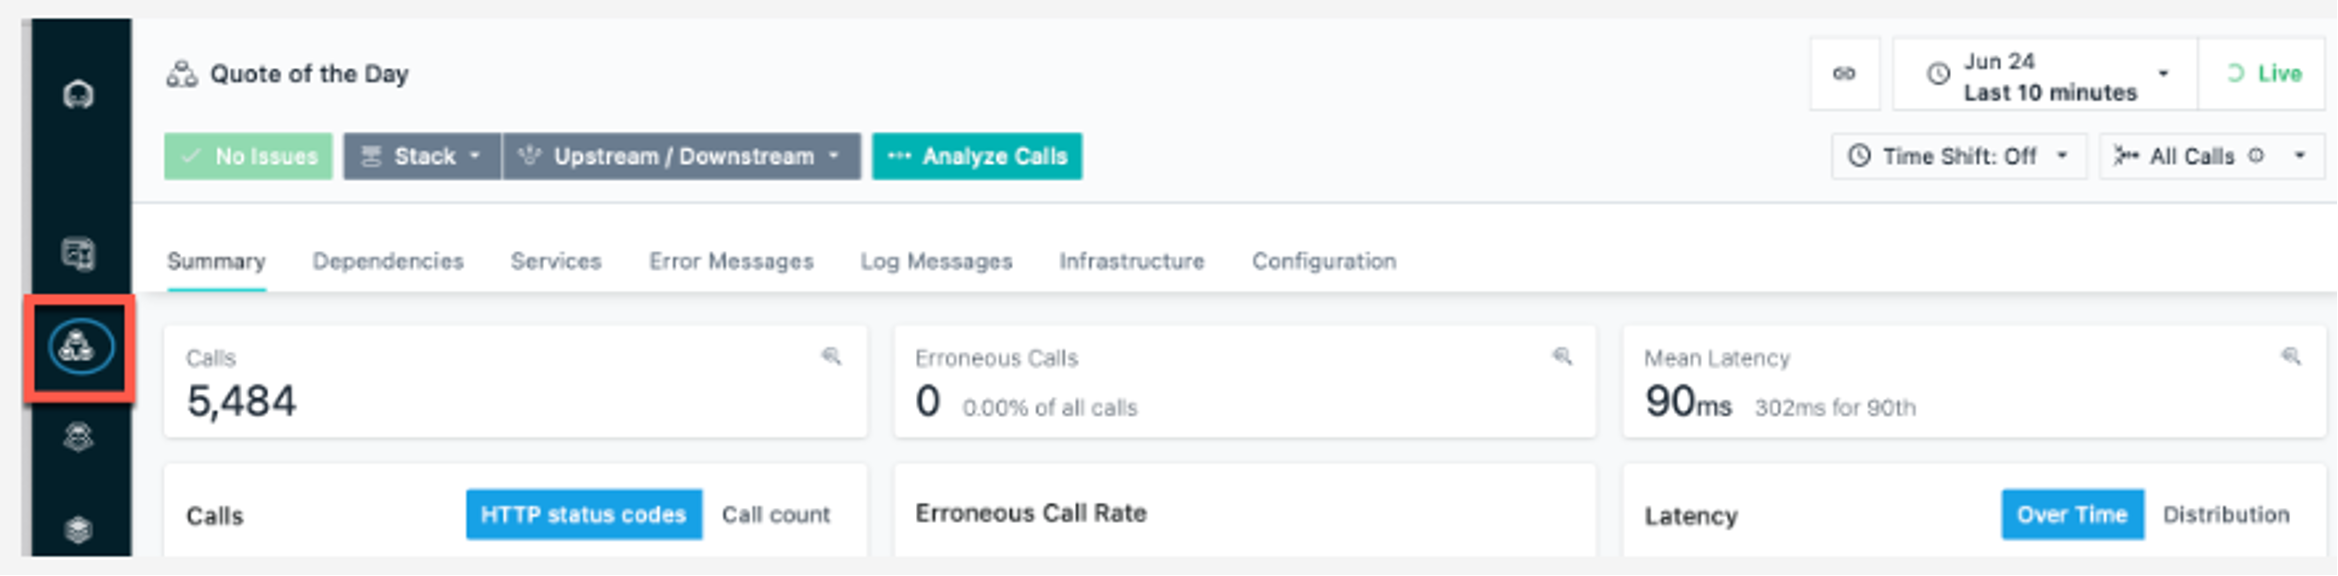 Quote of the Day
Jun 24
Last 10 minutes
Live
No Issues
Stack
Upstream / Downstream
Analyze Calls
Time Shift: Off
All Calls
Summary
Dependencies
Services
Error Messages
Log Messages
Infrastructure
Configuration
Calls
5,484
Erroneous Calls
0 0.00% of all calls
Mean Latency
90ms 302ms for 90th
Calls
HTTP status codes
Call count
Erroneous Call Rate
Latency
Over Time
Distribution